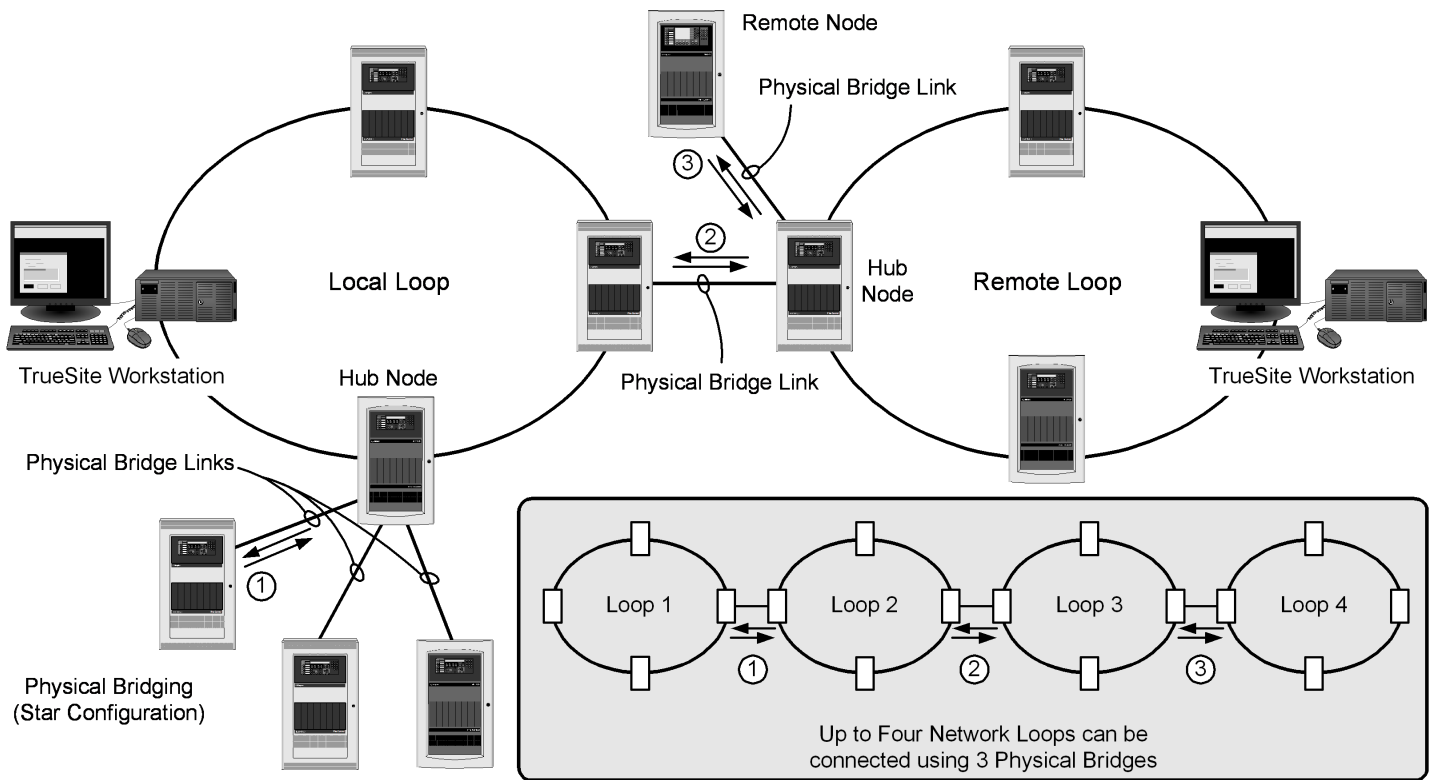 Remote Node
Physical Bridge Link
3
2
Local Loop
Hub
Node
Remote Loop
TrueSite Workstation
Physical Bridge Link
TrueSite Workstation
Hub Node
Physical Bridge Links
1
Physical Bridging
(Star Configuration)
Loop 1
Loop 2
Loop 3
Loop 4
1
2
3
Up to Four Network Loops can be
connected using 3 Physical Bridges